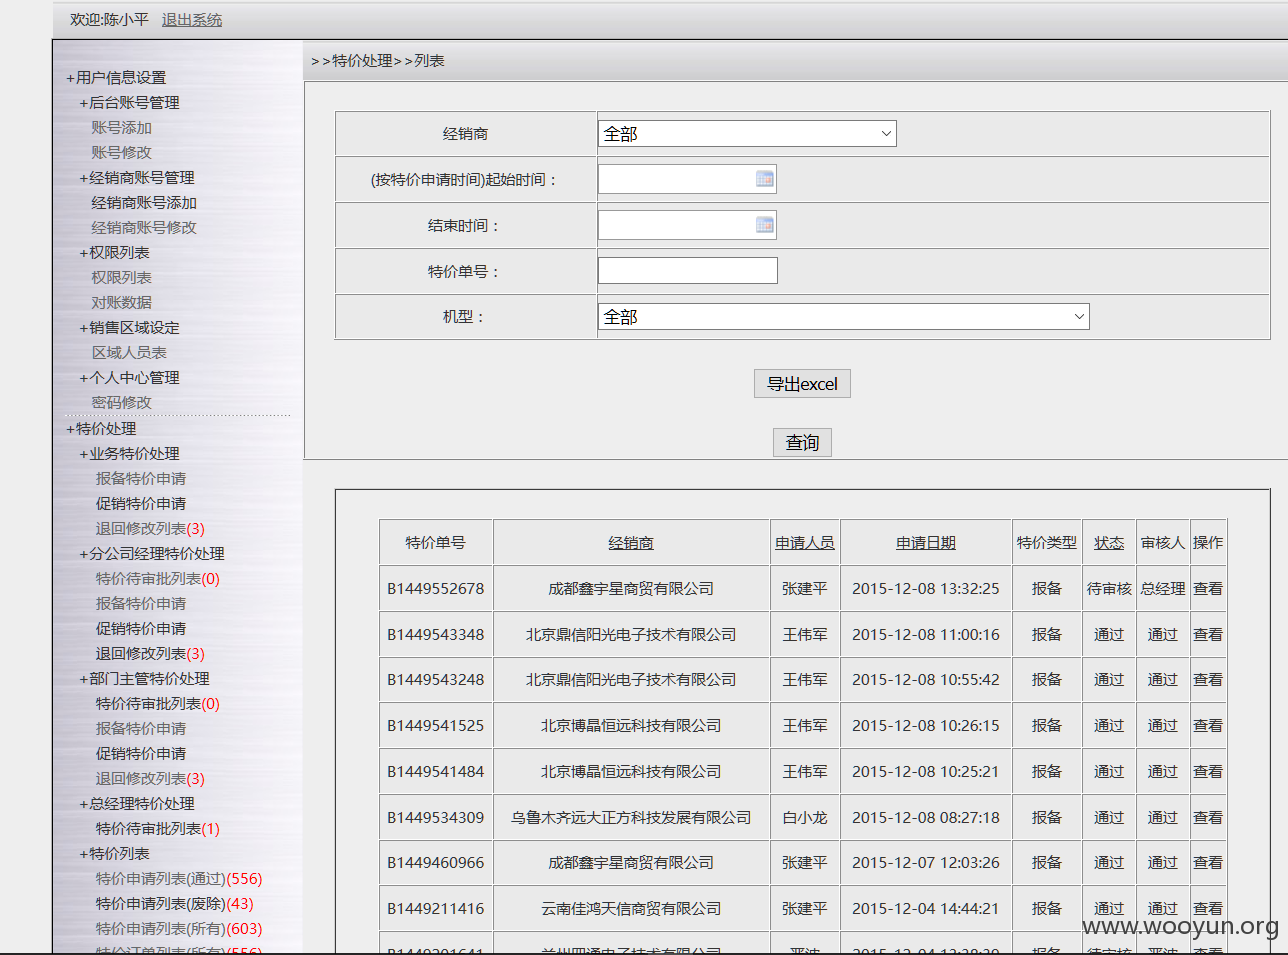 欢迎:陈小平 退出系统
+用户信息设置
+后台账号管理
账号添加
账号修改
+经销商账号管理
经销商账号添加
经销商账号修改
+权限列表
权限列表
对账数据
+销售区域设定
区域人员表
+个人中心管理
密码修改
+特价处理
+业务特价处理
报备特价申请
促销特价申请
退回修改列表(3)
+分公司经理特价处理
特价待审批列表(0)
报备特价申请
促销特价申请
退回修改列表(3)
+部门主管特价处理
特价待审批列表(0)
报备特价申请
促销特价申请
退回修改列表(3)
+总经理特价处理
特价待审批列表(1)
+特价列表
特价申请列表(通过)(556)
特价申请列表(废除)(43)
特价申请列表(所有)(603)
特价订单列表(所有)(556)
>>特价处理>>列表
经销商 全部
(按特价申请时间)起始时间：
结束时间：
特价单号：
机型： 全部
导出excel
查询
特价单号 经销商 申请人员 申请日期 特价类型 状态 审核人 操作
B1449552678 成都鑫宇星商贸有限公司 张建平 2015-12-08 13:32:25 报备 待审核 总经理 查看
B1449543348 北京鼎信阳光电子技术有限公司 王伟军 2015-12-08 11:00:16 报备 通过 通过 查看
B1449543248 北京鼎信阳光电子技术有限公司 王伟军 2015-12-08 10:55:42 报备 通过 通过 查看
B1449541525 北京博晶恒远科技有限公司 王伟军 2015-12-08 10:26:15 报备 通过 通过 查看
B1449541484 北京博晶恒远科技有限公司 王伟军 2015-12-08 10:25:21 报备 通过 通过 查看
B1449534309 乌鲁木齐远大正方科技发展有限公司 白小龙 2015-12-08 08:27:18 报备 通过 通过 查看
B1449460966 成都鑫宇星商贸有限公司 张建平 2015-12-07 12:03:26 报备 通过 通过 查看
B1449211416 云南佳鸿天信商贸有限公司 张建平 2015-12-04 14:44:21 报备 通过 通过 查看
www.wooyun.org